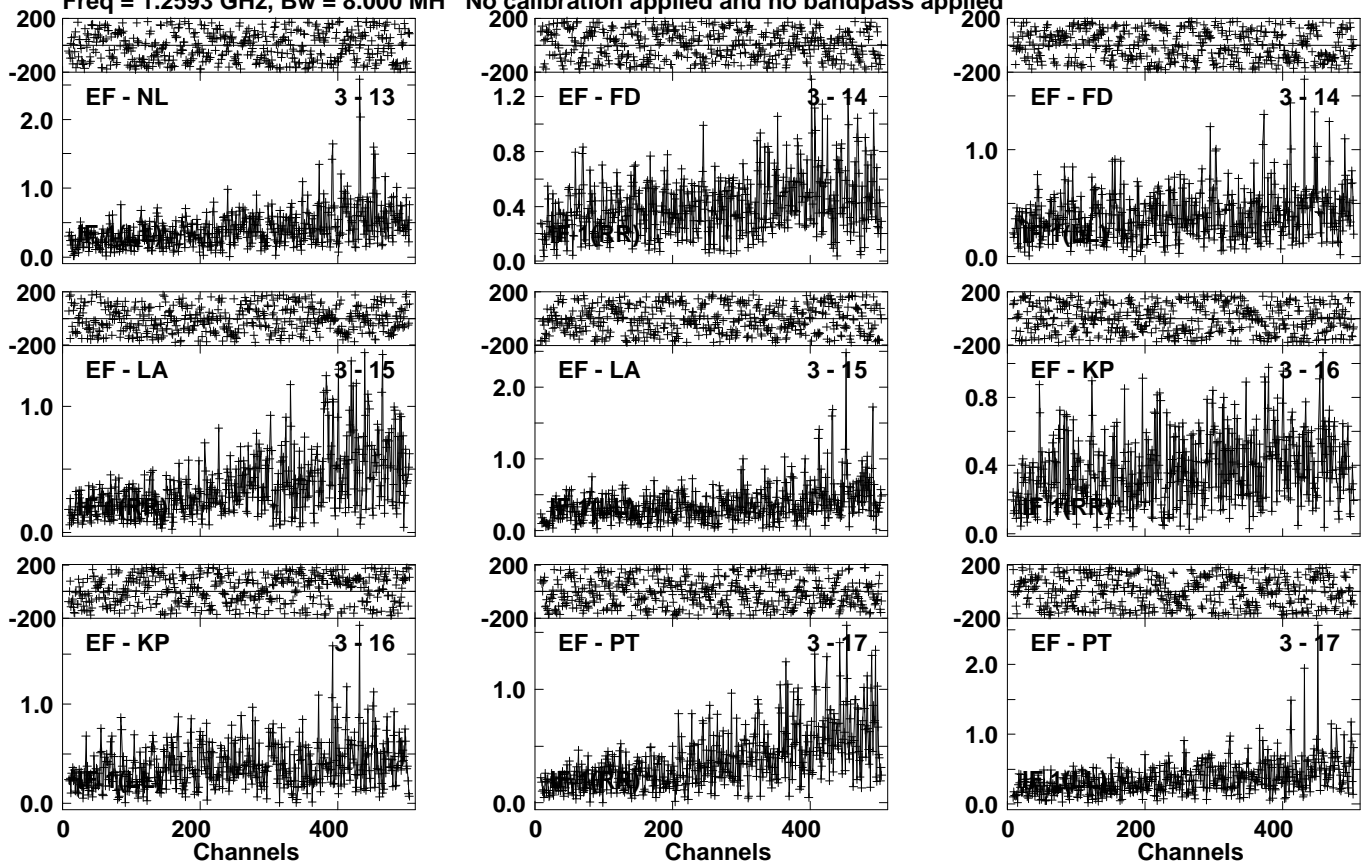 Freq = 1.2593 GHz, Bw = 8.000 MH No calibration applied and no bandpass applied
200 200 200
-200 -200 -200
EF - NL 3 - 13 EF - FD 3 - 14 EF - FD 3 - 14
2.0 1.2 1.0
1.0 0.8
0.4
0.0 0.0 0.0
IF 1(RR)
200 200 200
-200 -200 -200
EF - LA 3 - 15 EF - LA 3 - 15 EF - KP 3 - 16
1.0 2.0 0.8
1.0 0.4
0.0 0.0 0.0
IF 1(RR)
200 200 200
-200 -200 -200
EF - KP 3 - 16 EF - PT 3 - 17 EF - PT 3 - 17
1.0 1.0 2.0
1.0
0.0 0.0 0.0
0 200 400 0 200 400 0 200 400
Channels Channels Channels